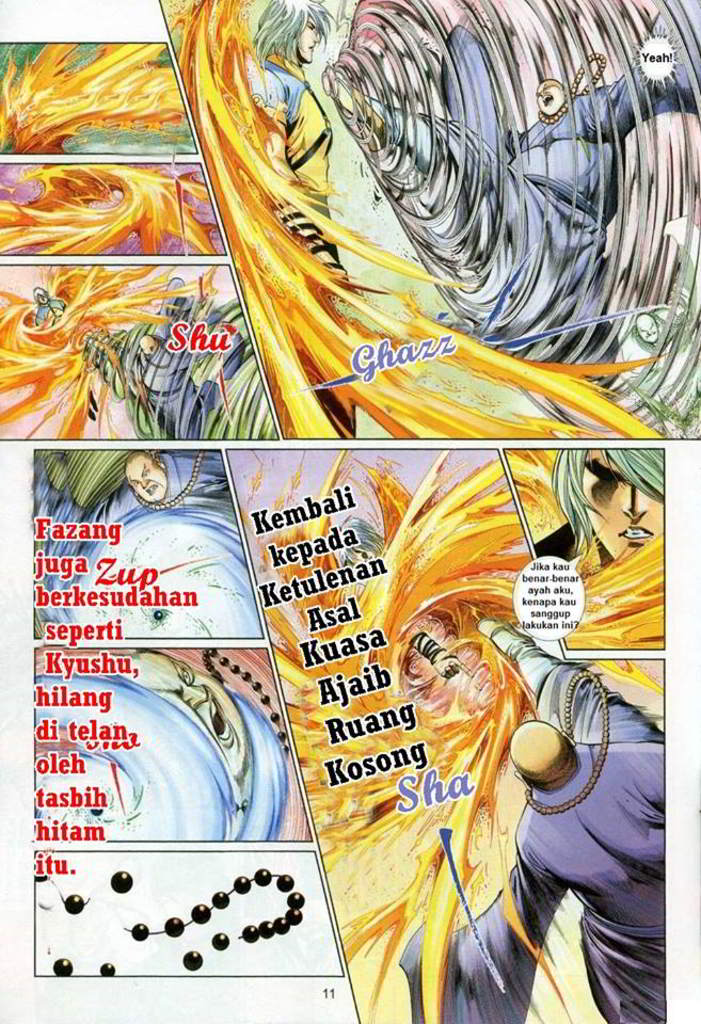 Yeah!
Shu
Ghazz
Fazang
juga Zup
berkesudahan
seperti
Kyushu,
hilang
di telan
oleh
tasbih
hitam
itu.
Kembali
kepada
Ketulenan
Asal
Kuasa
Ajaib
Ruang
Kosong
Sha
Jika kau
benar-benar
ayah aku,
kenapa kau
sanggup
lakukan ini?
11